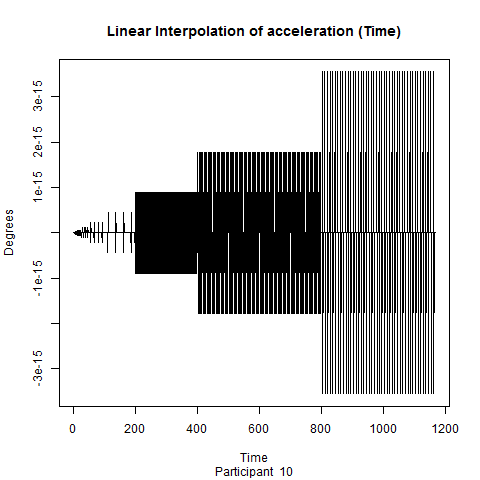 Linear Interpolation of acceleration (Time)
3e-15
2e-15
1e-15
-1e-15
-3e-15
Degrees
0 200 400 600 800 1000 1200
Time
Participant 10